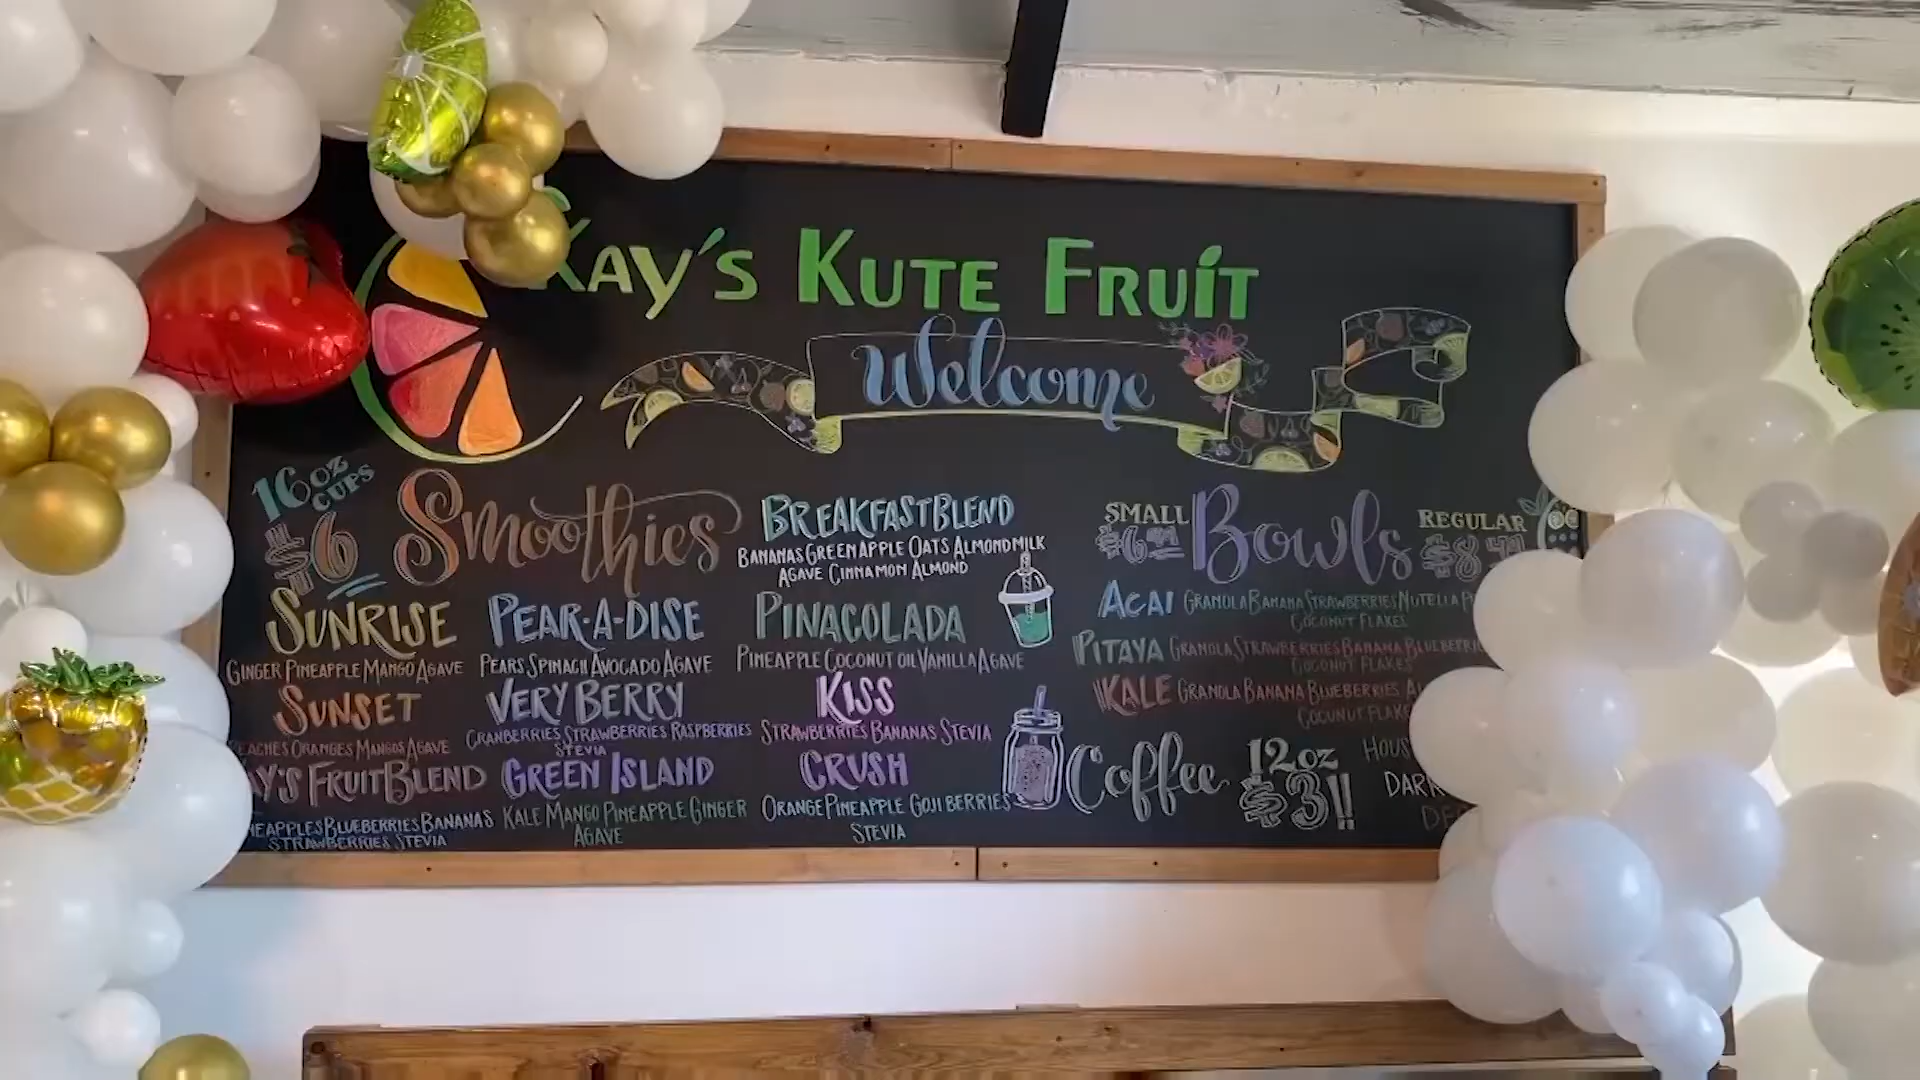 KAY'S KUTE FRUIT
Welcome
16oz CUPS
$6 Smoothies
SUNRISE
GINGER PINEAPPLE MANGO AGAVE
SUNSET
PEACHES ORANGES MANGOS AGAVE
FRUIT BLEND
BLUEBERRIES BANANAS
STRAWBERRIES STEVIA
PEAR-A-DISE
PEARS SPINACH AVOCADO AGAVE
VERY BERRY
CRANBERRIES STRAWBERRIES RASPBERRIES
STEVIA
GREEN ISLAND
KALE MANGO PINEAPPLE GINGER
AGAVE
BREAKFAST BLEND
BANANAS GREEN APPLE OATS ALMOND MILK
AGAVE CINNAMON ALMOND
PINACOLADA
PINEAPPLE COCONUT OIL VANILLA AGAVE
KISS
STRAWBERRIES BANANAS STEVIA
CRUSH
ORANGE PINEAPPLE GOJI BERRIES
STEVIA
SMALL Bowls REGULAR
ACAI GRANOLA BANANA STRAWBERRIES NUTELLA
COCONUT FLAKES
PITAYA GRANOLA STRAWBERRIES BANANA
COCONUT FLAKES
KALE GRANOLA BANANA BLUEBERRIES
COCONUT FLAKES
Coffee 12oz
$3!!